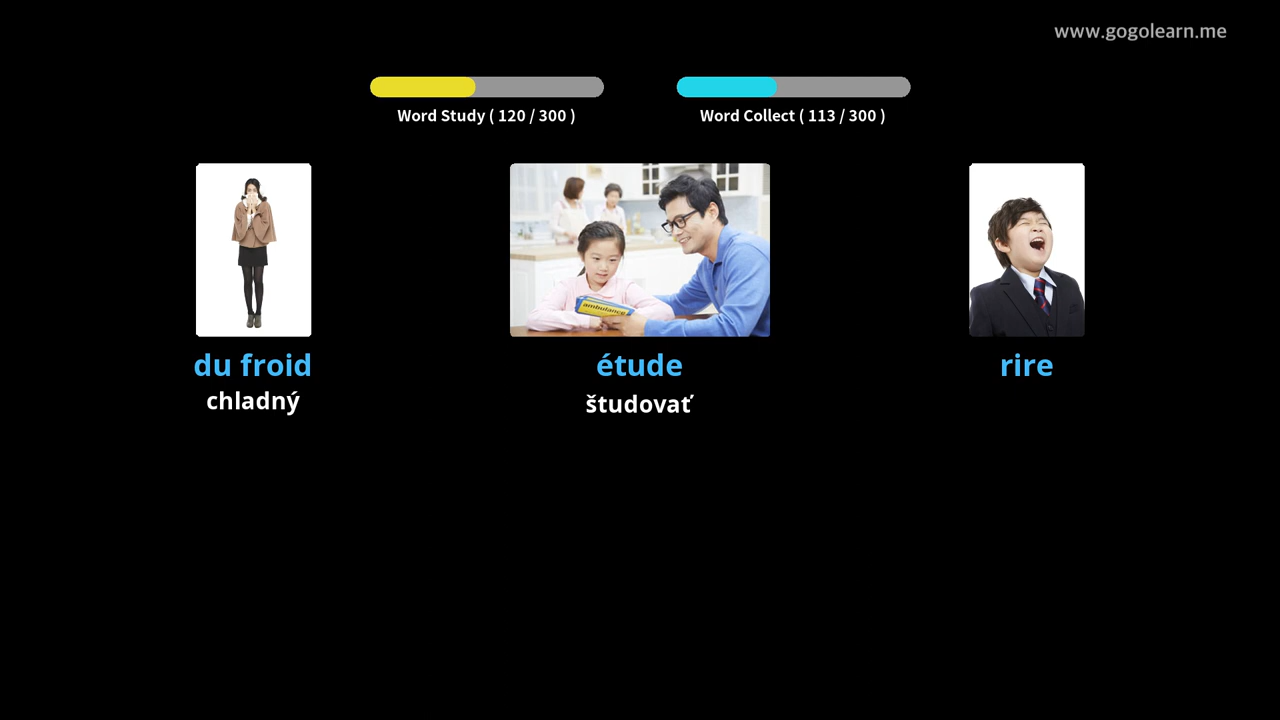 www.gogolearn.me
Word Study ( 120 / 300 )
Word Collect ( 113 / 300 )
ambulance
du froid
étude
rire
chladný
študovať